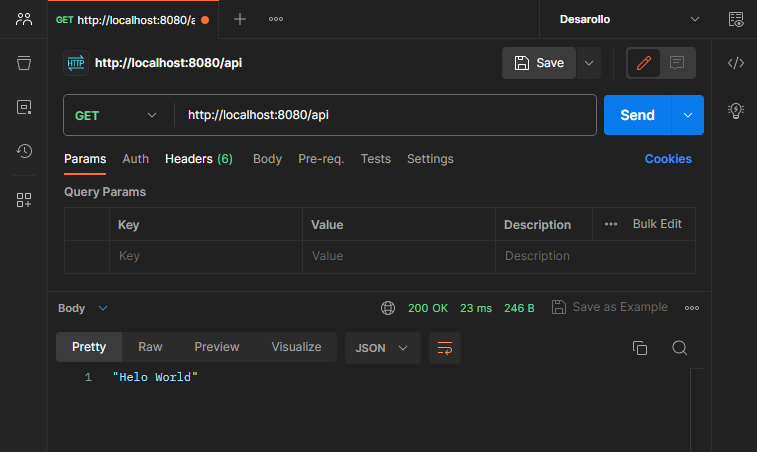 GET http://localhost:8080/a
Desarollo
HTTP http://localhost:8080/api
Save
GET http://localhost:8080/api Send
Params Auth Headers (6) Body Pre-req. Tests Settings Cookies
Query Params
Key Value Description Bulk Edit
Key Value Description
Body 200 OK 23 ms 246 B Save as Example
Pretty Raw Preview Visualize JSON
1 "Helo World"